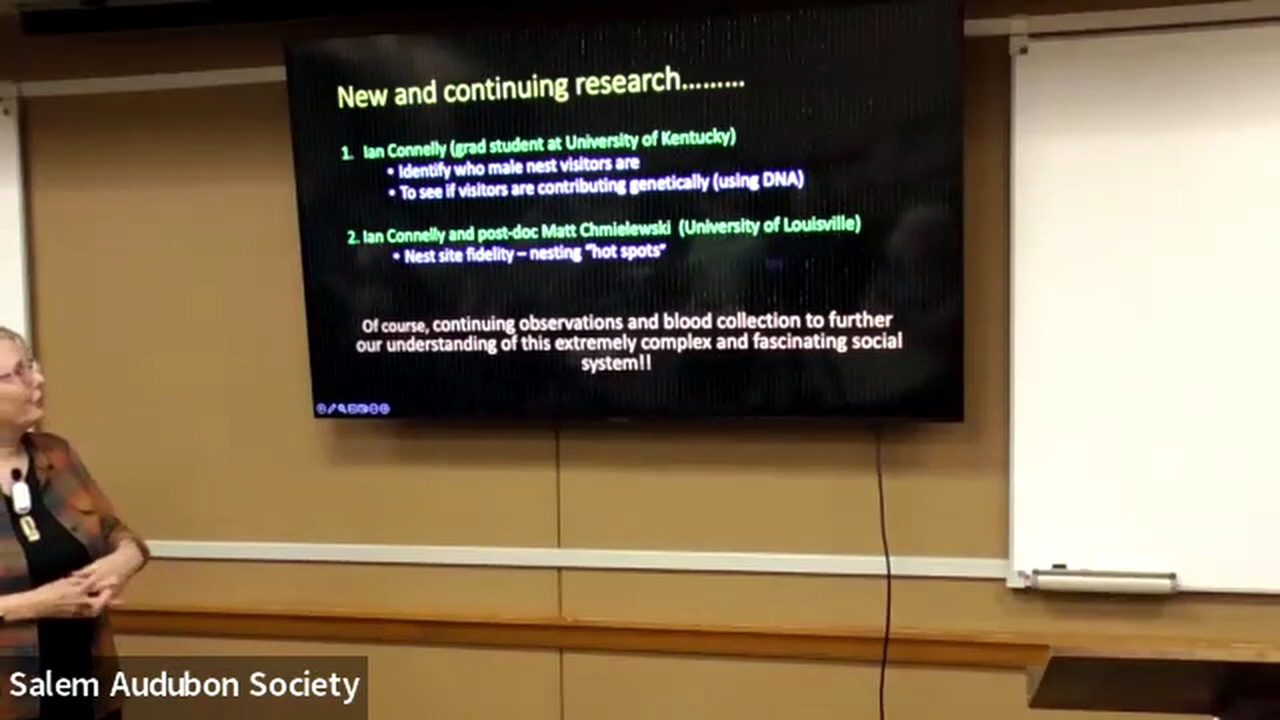 New and continuing research.........
1. Ian Connelly (grad student at University of Kentucky)
• Identify who male nest visitors are
• To see if visitors are contributing genetically (using DNA)
2. Ian Connelly and post-doc Matt Chmielewski (University of Louisville)
• Nest site fidelity – nesting "hot spots"
Of course, continuing observations and blood collection to further
our understanding of this extremely complex and fascinating social
system!!
Salem Audubon Society